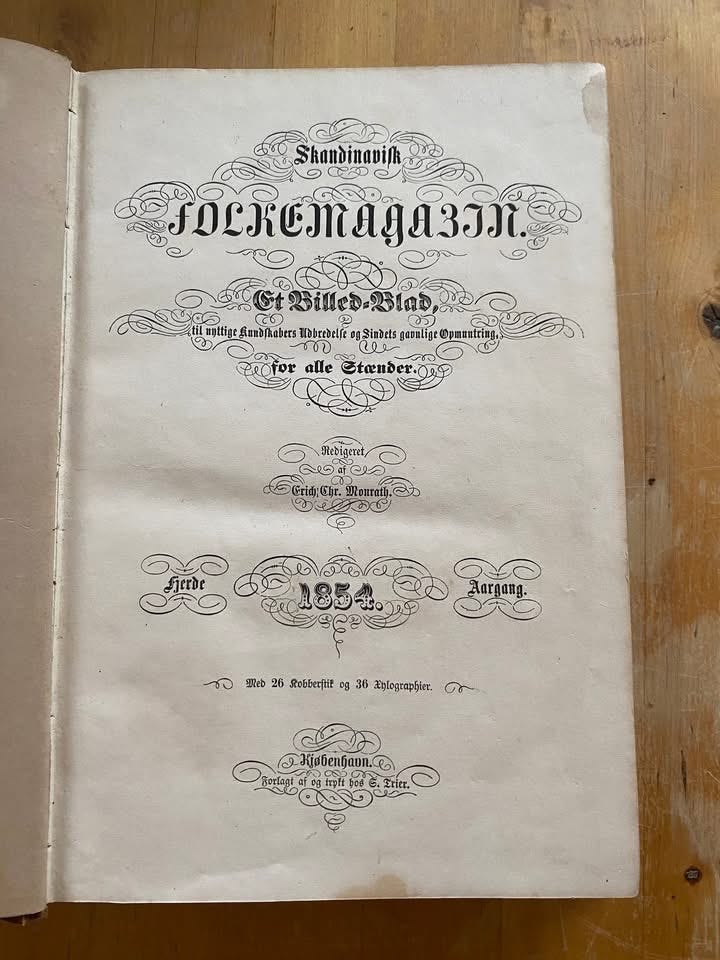 Skandinavisk
FOLKEMAGAZIN.
Et Billed-Blad,
til nyttige Kundskabers Udbredelse og Sindets gavnlige Opmuntring,
for alle Stænder.
Redigeret
af
Erich Chr. Monrath.
Fjerde 1854. Aargang.
Med 26 Kobberstik og 36 Xylographier.
Kjøbenhavn.
Forlagt af og trykt hos S. Trier.